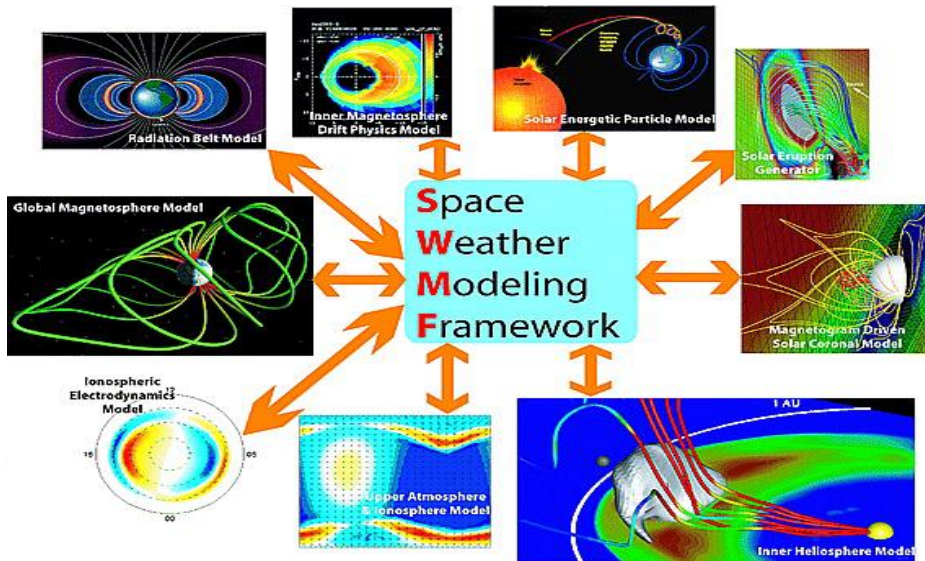 Radiation Belt Model
Inner Magnetosphere
Drift Physics Model
Solar Energetic Particle Model
Solar Eruption
Generator
Global Magnetosphere Model
Space
Weather
Modeling
Framework
Magnetogram Driven
Solar Coronal Model
Ionospheric
Electrodynamics
Model
12
00
Upper Atmosphere
& Ionosphere Model
1 AU
Inner Heliosphere Model